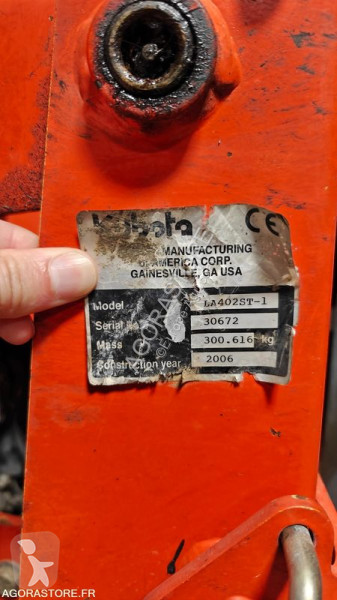 Kubota CE
MANUFACTURING
OF AMERICA CORP.
GAINESVILLE, GA USA
Model LA402ST-1
Serial 30672
Mass 300.616 kg
Construction year 2006
AGORASTORE
AGORASTORE.FR